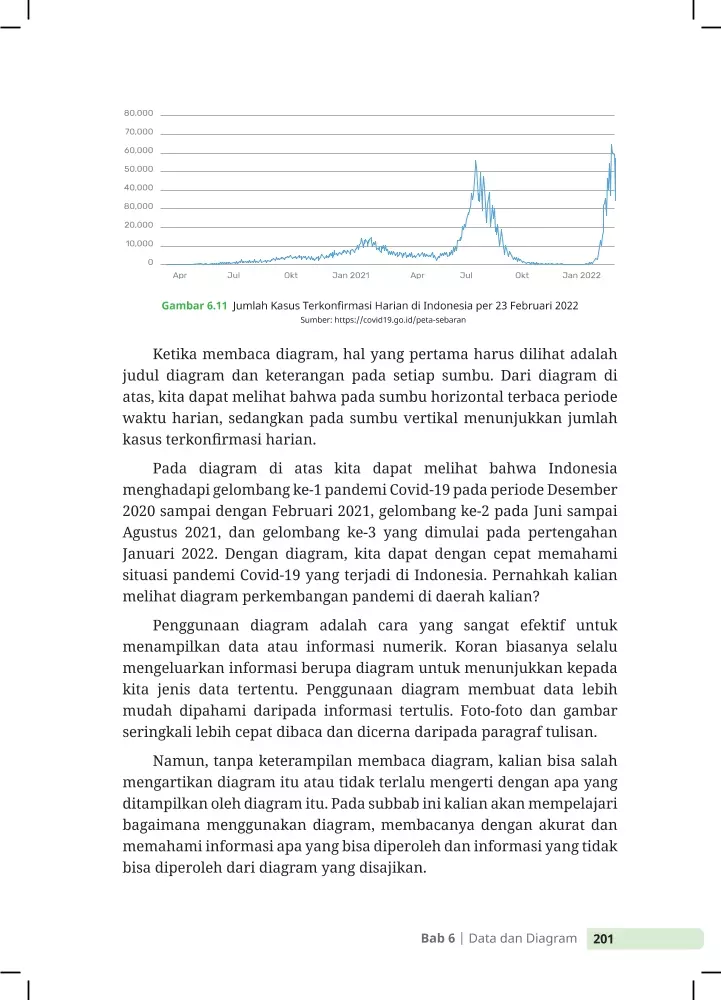 80.000
70.000
60,000
50.000
40,000
80,000
20.000
10,000
0
Apr Jul Okt Jan 2021 Apr Jul Okt Jan 2022
Gambar 6.11 Jumlah Kasus Terkonfirmasi Harian di Indonesia per 23 Februari 2022
Sumber: https://covid19.go.id/peta-sebaran
Ketika membaca diagram, hal yang pertama harus dilihat adalah
judul diagram dan keterangan pada setiap sumbu. Dari diagram di
atas, kita dapat melihat bahwa pada sumbu horizontal terbaca periode
waktu harian, sedangkan pada sumbu vertikal menunjukkan jumlah
kasus terkonfirmasi harian.
Pada diagram di atas kita dapat melihat bahwa Indonesia
menghadapi gelombang ke-1 pandemi Covid-19 pada periode Desember
2020 sampai dengan Februari 2021, gelombang ke-2 pada Juni sampai
Agustus 2021, dan gelombang ke-3 yang dimulai pada pertengahan
Januari 2022. Dengan diagram, kita dapat dengan cepat memahami
situasi pandemi Covid-19 yang terjadi di Indonesia. Pernahkah kalian
melihat diagram perkembangan pandemi di daerah kalian?
Penggunaan diagram adalah cara yang sangat efektif untuk
menampilkan data atau informasi numerik. Koran biasanya selalu
mengeluarkan informasi berupa diagram untuk menunjukkan kepada
kita jenis data tertentu. Penggunaan diagram membuat data lebih
mudah dipahami daripada informasi tertulis. Foto-foto dan gambar
seringkali lebih cepat dibaca dan dicerna daripada paragraf tulisan.
Namun, tanpa keterampilan membaca diagram, kalian bisa salah
mengartikan diagram itu atau tidak terlalu mengerti dengan apa yang
ditampilkan oleh diagram itu. Pada subbab ini kalian akan mempelajari
bagaimana menggunakan diagram, membacanya dengan akurat dan
memahami informasi apa yang bisa diperoleh dan informasi yang tidak
bisa diperoleh dari diagram yang disajikan.
Bab 6 | Data dan Diagram 201